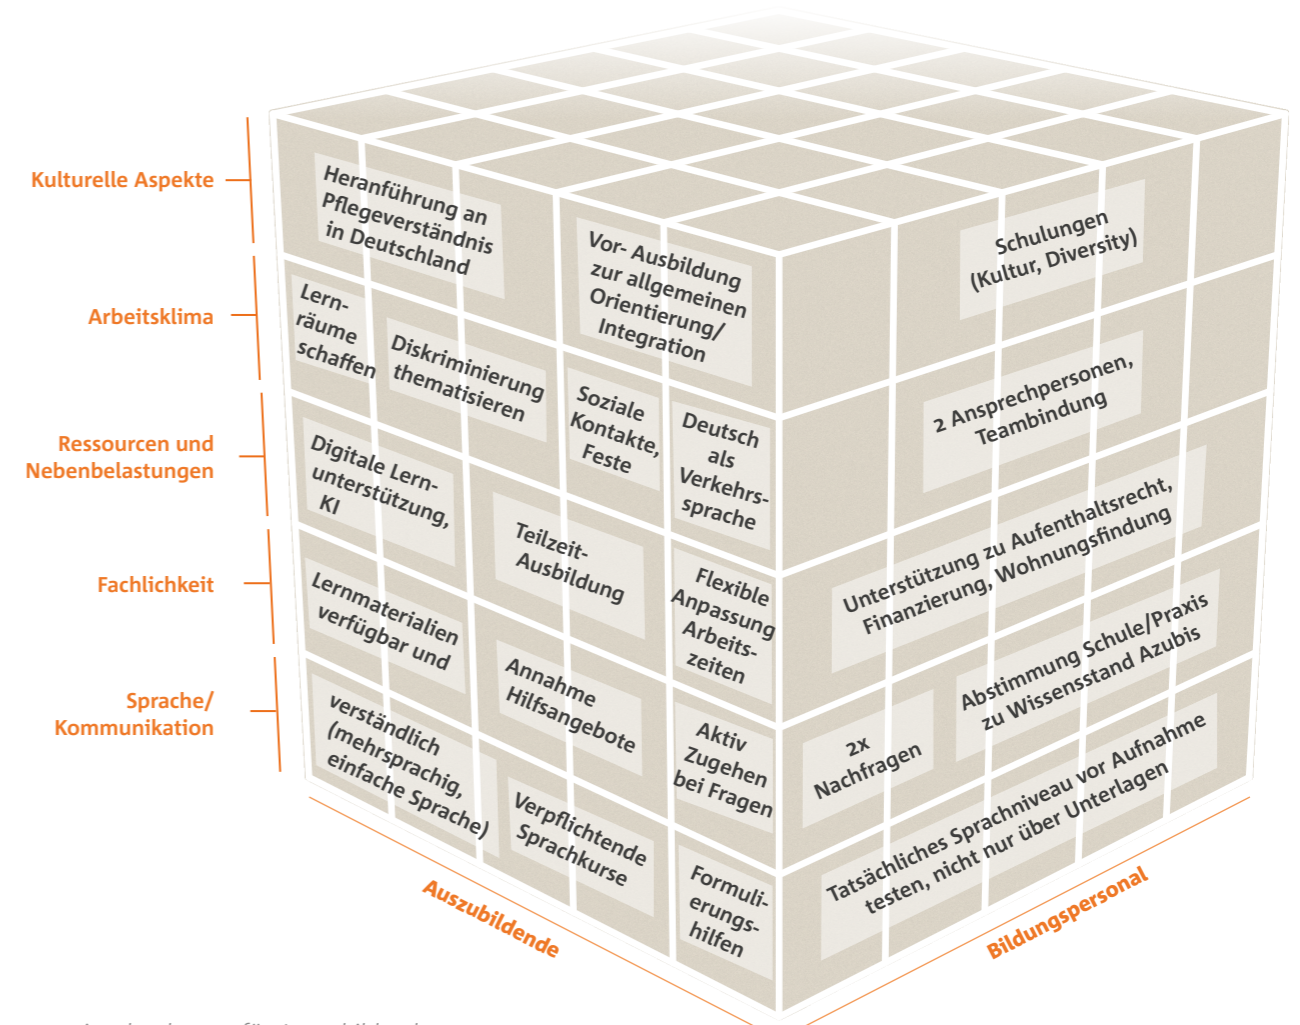 Kulturelle Aspekte
Heranführung an
Pflegeverständnis
in Deutschland
Vor- Ausbildung
zur allgemeinen
Orientierung/
Integration
Schulungen
(Kultur, Diversity)
Arbeitsklima
Lern-
räume
schaffen
Diskriminierung
thematisieren
Soziale
Kontakte,
Feste
Deutsch
als
Verkehrs-
sprache
2 Ansprechpersonen,
Teambindung
Ressourcen und
Nebenbelastungen
Digitale Lern-
unterstützung,
KI
Teilzeit-
Ausbildung
Flexible
Anpassung
Arbeits-
zeiten
Unterstützung zu Aufenthaltsrecht,
Finanzierung, Wohnungsfindung
Fachlichkeit
Lernmaterialien
verfügbar und
Annahme
Hilfsangebote
Aktiv
Zugehen
bei Fragen
2x
Nachfragen
Abstimmung Schule/Praxis
zu Wissensstand Azubis
Sprache/
Kommunikation
verständlich
(mehrsprachig,
einfache Sprache)
Verpflichtende
Sprachkurse
Formuli-
erungs-
hilfen
Tatsächliches Sprachniveau vor Aufnahme
testen, nicht nur über Unterlagen
Auszubildende
Bildungspersonal